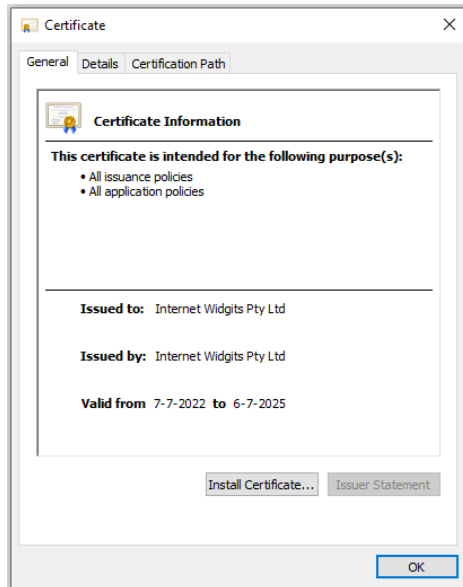 Certificate
General Details Certification Path
Certificate Information
This certificate is intended for the following purpose(s):
• All issuance policies
• All application policies
Issued to: Internet Widgits Pty Ltd
Issued by: Internet Widgits Pty Ltd
Valid from 7-7-2022 to 6-7-2025
Install Certificate... Issuer Statement
OK